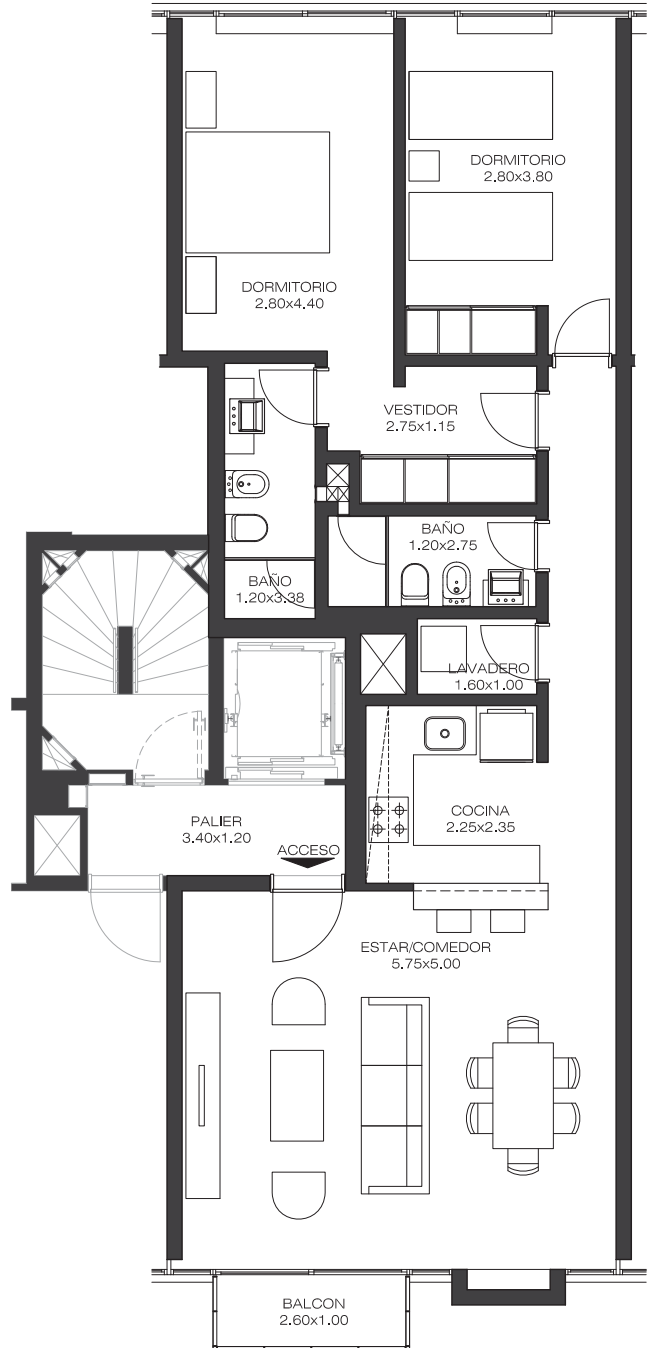 DORMITORIO
2.80x3.80
DORMITORIO
2.80x4.40
VESTIDOR
2.75x1.15
BAÑO
1.20x2.75
BAÑO
1.20x3.38
LAVADERO
1.60x1.00
COCINA
2.25x2.35
PALIER
3.40x1.20
ACCESO
ESTAR/COMEDOR
5.75x5.00
BALCON
2.60x1.00